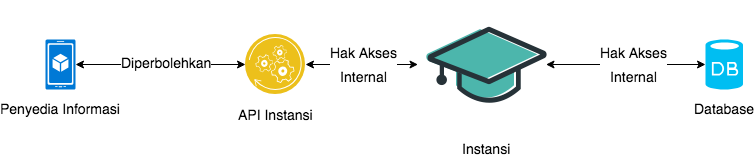 Diperbolehkan
Hak Akses
Internal
Hak Akses
Internal
DB
Penyedia Informasi
API Instansi
Instansi
Database